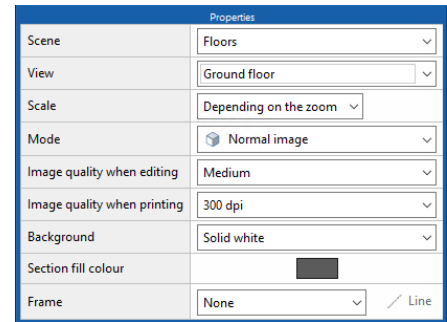 Properties
Scene Floors
View Ground floor
Scale Depending on the zoom
Mode Normal image
Image quality when editing Medium
Image quality when printing 300 dpi
Background Solid white
Section fill colour
Frame None Line